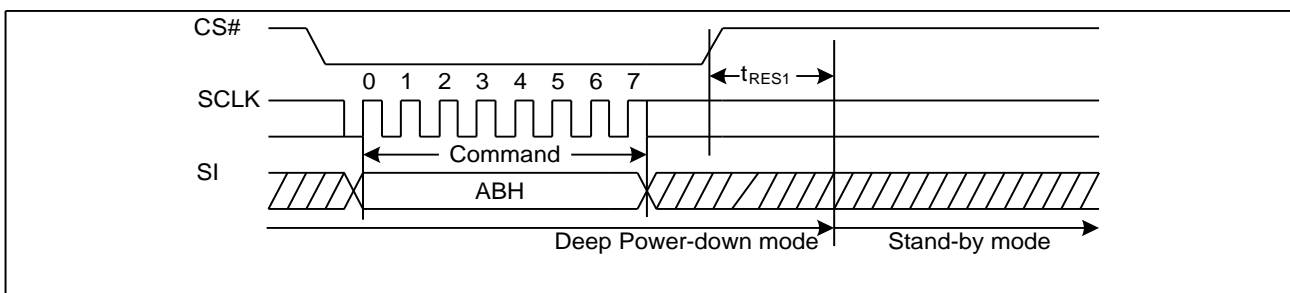 CS#
tRES1
0 1 2 3 4 5 6 7
SCLK
Command
SI
ABH
Deep Power-down mode Stand-by mode